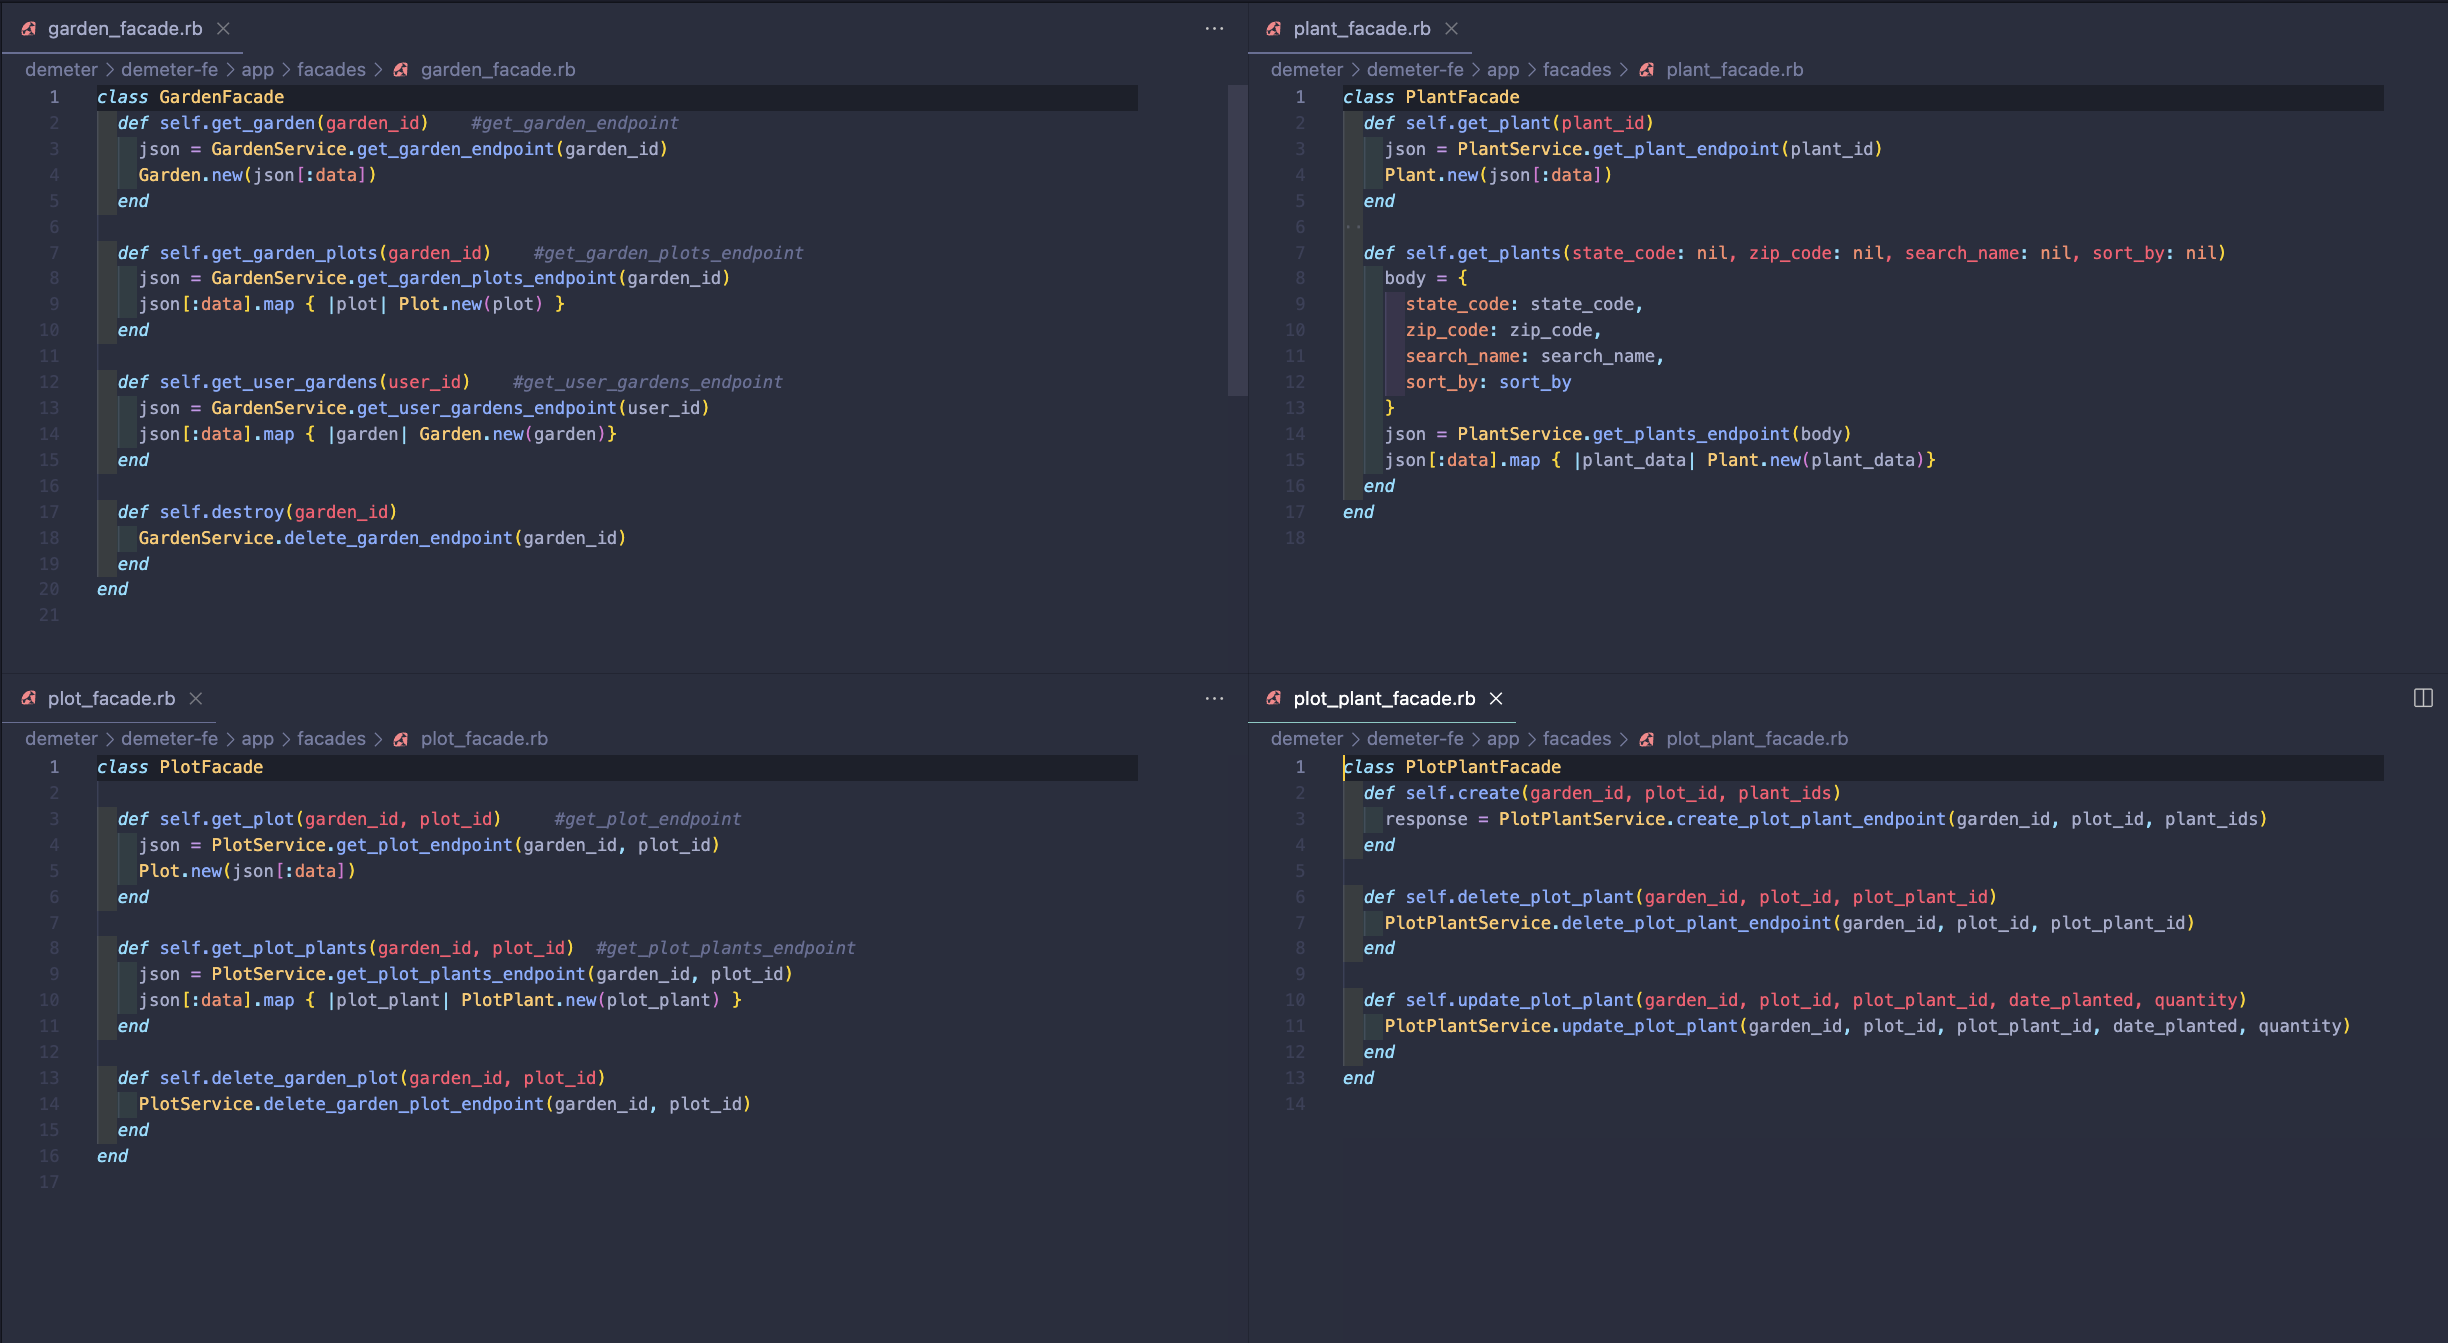 garden_facade.rb
demeter > demeter-fe > app > facades > garden_facade.rb
1 class GardenFacade
2   def self.get_garden(garden_id)    #get_garden_endpoint
3     json = GardenService.get_garden_endpoint(garden_id)
4     Garden.new(json[:data])
5   end
6
7   def self.get_garden_plots(garden_id)    #get_garden_plots_endpoint
8     json = GardenService.get_garden_plots_endpoint(garden_id)
9     json[:data].map { |plot| Plot.new(plot) }
10   end
11
12   def self.get_user_gardens(user_id)    #get_user_gardens_endpoint
13     json = GardenService.get_user_gardens_endpoint(user_id)
14     json[:data].map { |garden| Garden.new(garden)}
15   end
16
17   def self.destroy(garden_id)
18     GardenService.delete_garden_endpoint(garden_id)
19   end
20 end
21
plant_facade.rb
demeter > demeter-fe > app > facades > plant_facade.rb
1 class PlantFacade
2   def self.get_plant(plant_id)
3     json = PlantService.get_plant_endpoint(plant_id)
4     Plant.new(json[:data])
5   end
6
7   def self.get_plants(state_code: nil, zip_code: nil, search_name: nil, sort_by: nil)
8     body = {
9       state_code: state_code,
10       zip_code: zip_code,
11       search_name: search_name,
12       sort_by: sort_by
13     }
14     json = PlantService.get_plants_endpoint(body)
15     json[:data].map { |plant_data| Plant.new(plant_data)}
16   end
17 end
18
plot_facade.rb
demeter > demeter-fe > app > facades > plot_facade.rb
1 class PlotFacade
2
3   def self.get_plot(garden_id, plot_id)     #get_plot_endpoint
4     json = PlotService.get_plot_endpoint(garden_id, plot_id)
5     Plot.new(json[:data])
6   end
7
8   def self.get_plot_plants(garden_id, plot_id)  #get_plot_plants_endpoint
9     json = PlotService.get_plot_plants_endpoint(garden_id, plot_id)
10     json[:data].map { |plot_plant| PlotPlant.new(plot_plant) }
11   end
12
13   def self.delete_garden_plot(garden_id, plot_id)
14     PlotService.delete_garden_plot_endpoint(garden_id, plot_id)
15   end
16 end
17
plot_plant_facade.rb
demeter > demeter-fe > app > facades > plot_plant_facade.rb
1 class PlotPlantFacade
2   def self.create(garden_id, plot_id, plant_ids)
3     response = PlotPlantService.create_plot_plant_endpoint(garden_id, plot_id, plant_ids)
4   end
5
6   def self.delete_plot_plant(garden_id, plot_id, plot_plant_id)
7     PlotPlantService.delete_plot_plant_endpoint(garden_id, plot_id, plot_plant_id)
8   end
9
10   def self.update_plot_plant(garden_id, plot_id, plot_plant_id, date_planted, quantity)
11     PlotPlantService.update_plot_plant(garden_id, plot_id, plot_plant_id, date_planted, quantity)
12   end
13 end
14